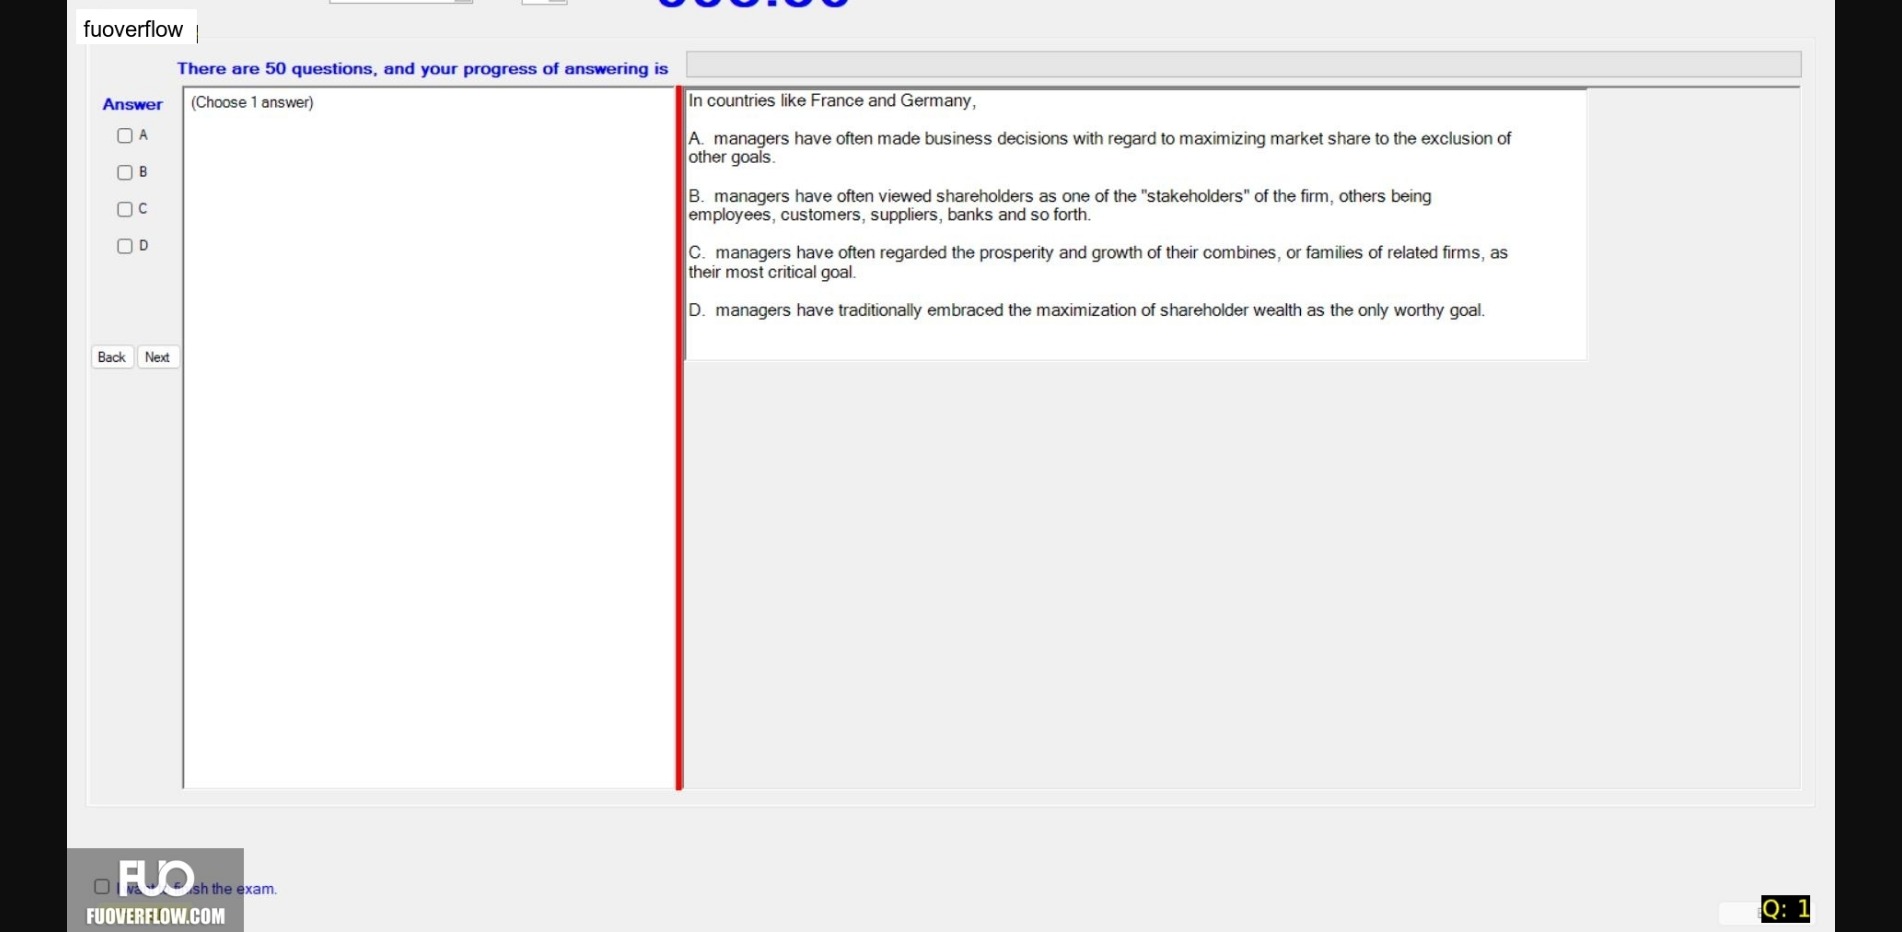 fuoverflow
There are 50 questions, and your progress of answering is
Answer
(Choose 1 answer)
A
B
C
D
Back Next
In countries like France and Germany,
A. managers have often made business decisions with regard to maximizing market share to the exclusion of
other goals.
B. managers have often viewed shareholders as one of the "stakeholders" of the firm, others being
employees, customers, suppliers, banks and so forth.
C. managers have often regarded the prosperity and growth of their combines, or families of related firms, as
their most critical goal.
D. managers have traditionally embraced the maximization of shareholder wealth as the only worthy goal.
FUO
I want finish the exam.
FUOVERFLOW.COM
Q: 1